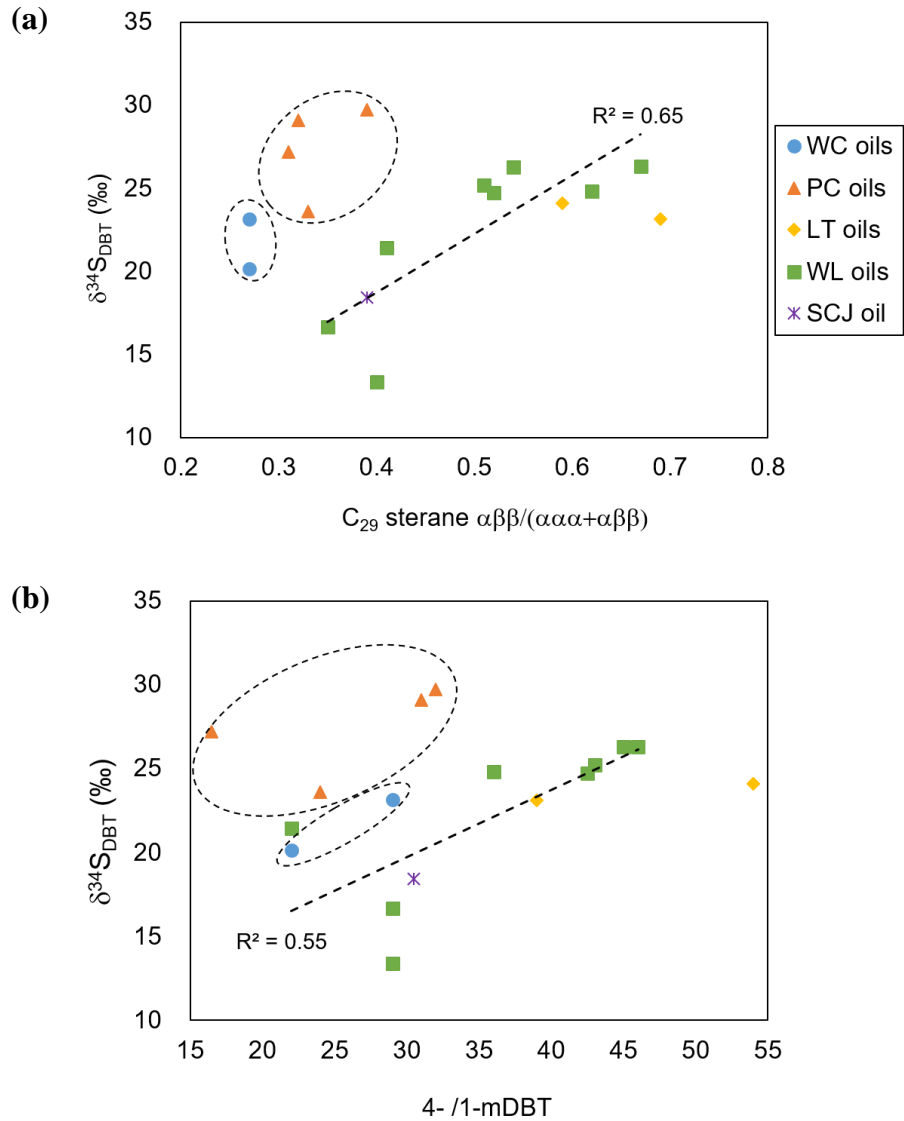 (a)
35
30
25
20
15
10
δ³⁴S_DBT (‰)
R² = 0.65
0.2 0.3 0.4 0.5 0.6 0.7 0.8
C₂₉ sterane αββ/(ααα+αββ)
WC oils
PC oils
LT oils
WL oils
SCJ oil
(b)
35
30
25
20
15
10
δ³⁴S_DBT (‰)
R² = 0.55
15 20 25 30 35 40 45 50 55
4- /1-mDBT